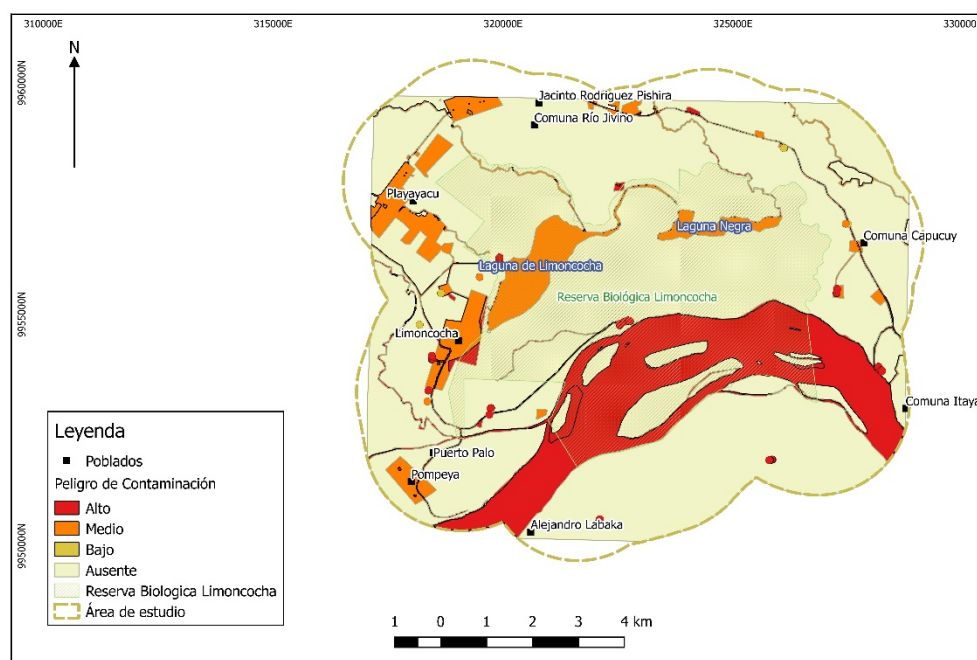 310000E 315000E 320000E 325000E 330000
N
9960000N
9955000N
9950000N
Jacinto Rodriguez Pishira
Comuna Río Jivino
Playayacu
Laguna Negra
Comuna Capucuy
Laguna de Limoncocha
Reserva Biológica Limoncocha
Limoncocha
Comuna Itaya
Puerto Palo
Pompeya
Alejandro Labaka
Leyenda
Poblados
Peligro de Contaminación
Alto
Medio
Bajo
Ausente
Reserva Biologica Limoncocha
Área de estudio
1 0 1 2 3 4 km